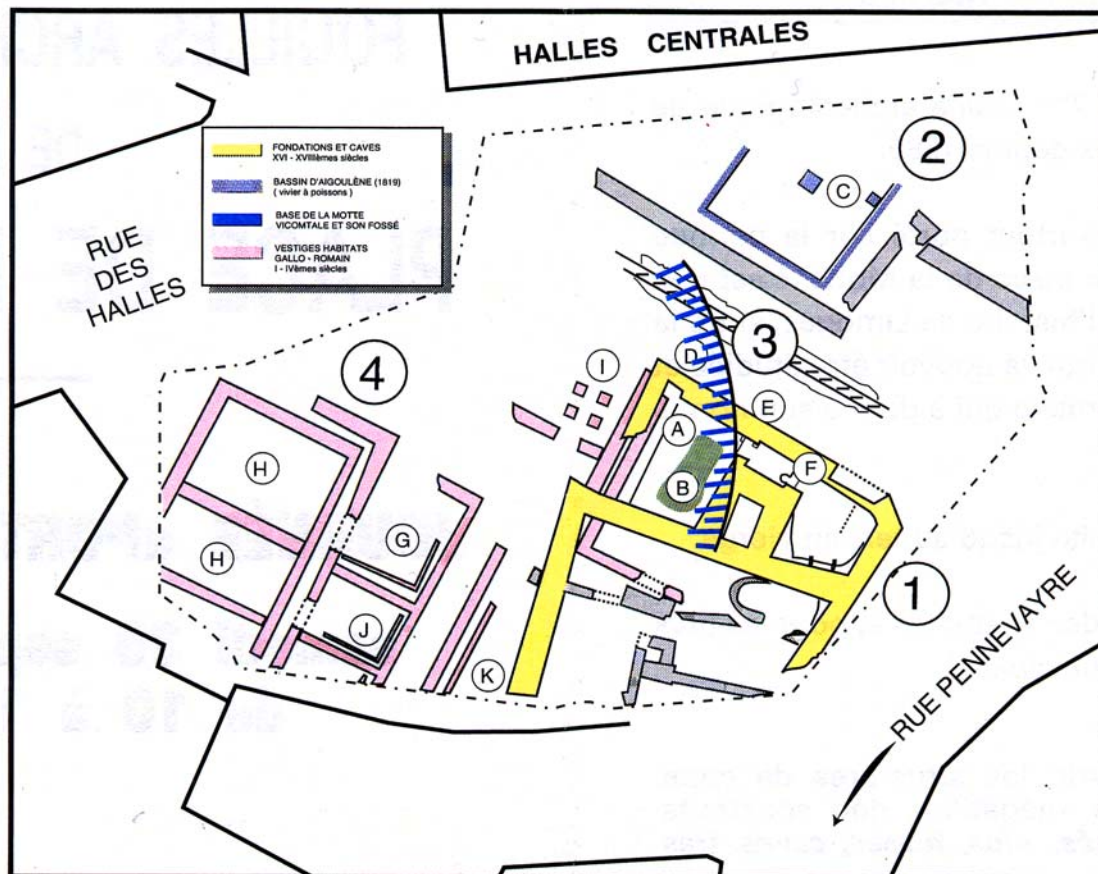 HALLES CENTRALES
FONDATIONS ET CAVES
XVI - XVIIIèmes siècles
BASSIN D'AIGOULÈNE (1819)
( vivier à poissons )
BASE DE LA MOTTE
VICOMTALE ET SON FOSSÉ
VESTIGES HABITATS
GALLO - ROMAIN
I - IVèmes siècles
RUE
DES
HALLES
2
C
3
D
4
I
E
A
F
B
H
G
H
1
J
K
RUE PENNEVAYRE